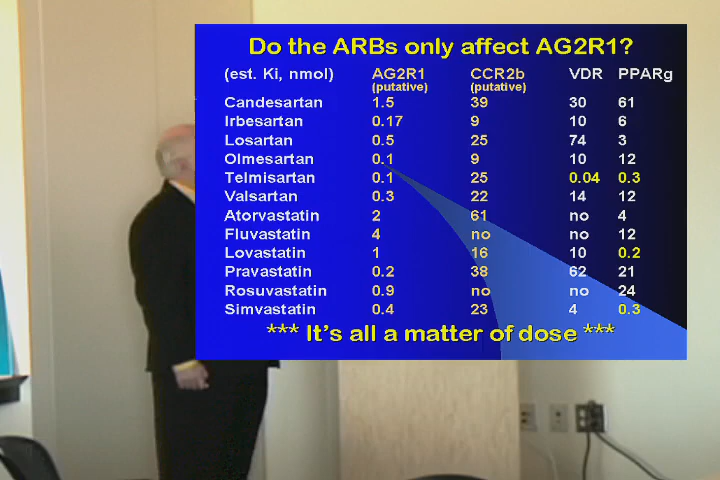 Do the ARBs only affect AG2R1?
(est. Ki, nmol) AG2R1 CCR2b VDR PPARg
(putative) (putative)
Candesartan 1.5 39 30 61
Irbesartan 0.17 9 10 6
Losartan 0.5 25 74 3
Olmesartan 0.1 9 10 12
Telmisartan 0.1 25 0.04 0.3
Valsartan 0.3 22 14 12
Atorvastatin 2 61 no 4
Fluvastatin 4 no no 12
Lovastatin 1 16 10 0.2
Pravastatin 0.2 38 62 21
Rosuvastatin 0.9 no no 24
Simvastatin 0.4 23 4 0.3
*** It's all a matter of dose ***